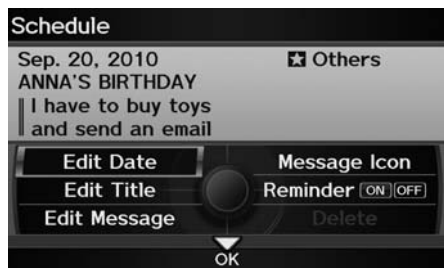 Schedule
Sep. 20, 2010 Others
ANNA'S BIRTHDAY
I have to buy toys
and send an email
Edit Date Message Icon
Edit Title Reminder ON OFF
Edit Message Delete
OK